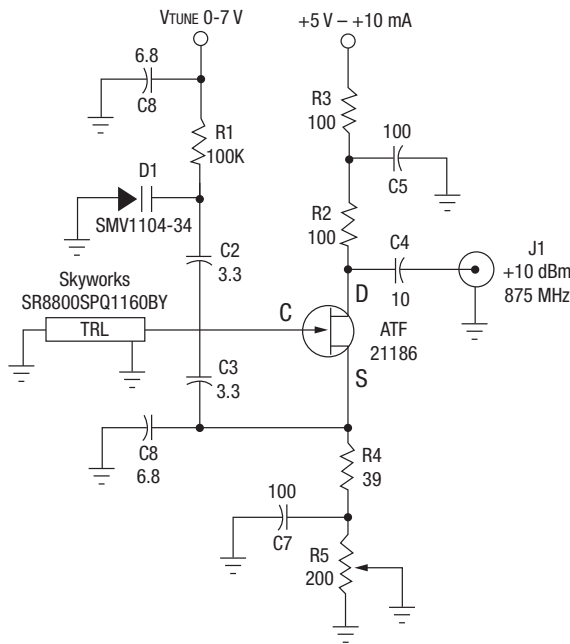 VTUNE 0-7 V
+5 V – +10 mA
6.8
C8
R3
100
R1
100K
100
C5
D1
SMV1104-34
R2
100
C2
3.3
C4
10
J1
+10 dBm
875 MHz
Skyworks
SR8800SPQ1160BY
TRL
C
D
ATF
21186
S
C3
3.3
C8
6.8
R4
39
100
C7
R5
200